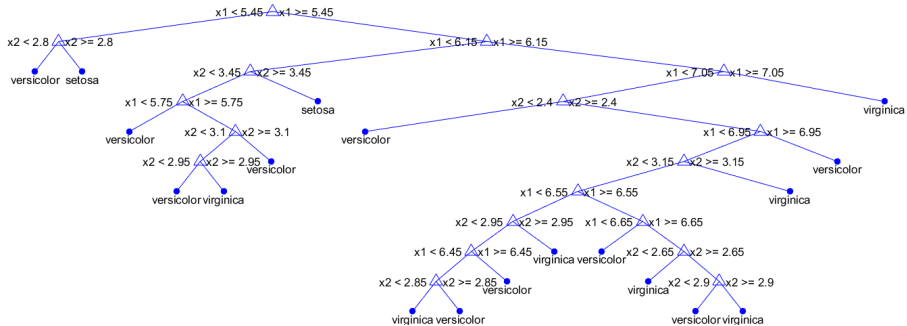 x1 < 5.45 x1 >= 5.45
x2 < 2.8 x2 >= 2.8 x1 < 6.15 x1 >= 6.15
versicolor setosa x2 < 3.45 x2 >= 3.45 x1 < 7.05 x1 >= 7.05
x1 < 5.75 x1 >= 5.75 setosa x2 < 2.4 x2 >= 2.4 virginica
versicolor x2 < 3.1 x2 >= 3.1 versicolor x1 < 6.95 x1 >= 6.95
x2 < 2.95 x2 >= 2.95 versicolor x2 < 3.15 x2 >= 3.15 versicolor
versicolor virginica x1 < 6.55 x1 >= 6.55 virginica
x2 < 2.95 x2 >= 2.95 x1 < 6.65 x1 >= 6.65
x1 < 6.45 x1 >= 6.45 virginica versicolor x2 < 2.65 x2 >= 2.65
x2 < 2.85 x2 >= 2.85 versicolor virginica x2 < 2.9 x2 >= 2.9
virginica versicolor versicolor virginica